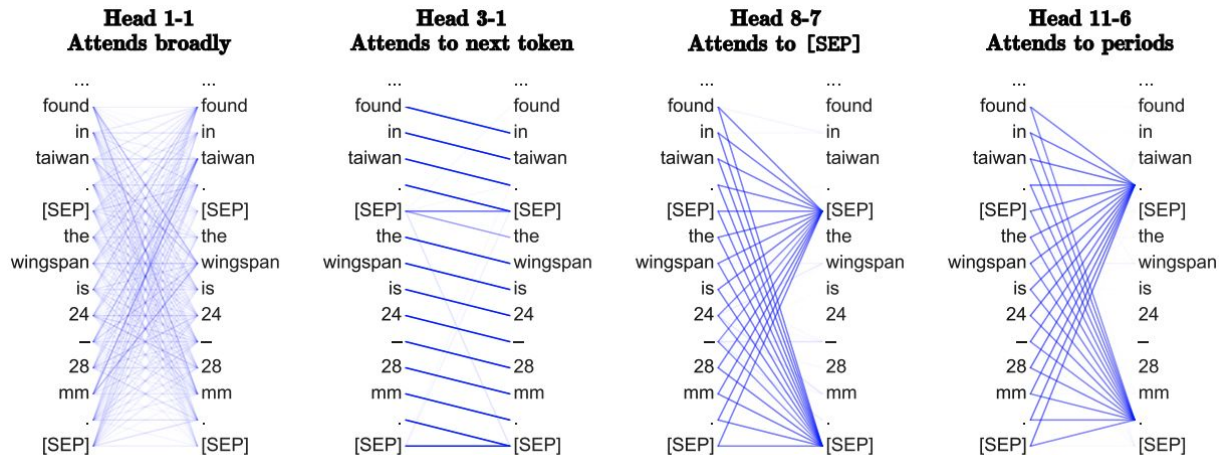 Head 1-1
Attends broadly
Head 3-1
Attends to next token
Head 8-7
Attends to [SEP]
Head 11-6
Attends to periods
...
found
in
taiwan
.
[SEP]
the
wingspan
is
24
–
28
mm
.
[SEP]
...
found
in
taiwan
.
[SEP]
the
wingspan
is
24
–
28
mm
.
[SEP]
...
found
in
taiwan
.
[SEP]
the
wingspan
is
24
–
28
mm
.
[SEP]
...
found
in
taiwan
.
[SEP]
the
wingspan
is
24
–
28
mm
.
[SEP]
...
found
in
taiwan
.
[SEP]
the
wingspan
is
24
–
28
mm
.
[SEP]
...
found
in
taiwan
.
[SEP]
the
wingspan
is
24
–
28
mm
.
[SEP]
...
found
in
taiwan
.
[SEP]
the
wingspan
is
24
–
28
mm
.
[SEP]
...
found
in
taiwan
.
[SEP]
the
wingspan
is
24
–
28
mm
.
[SEP]